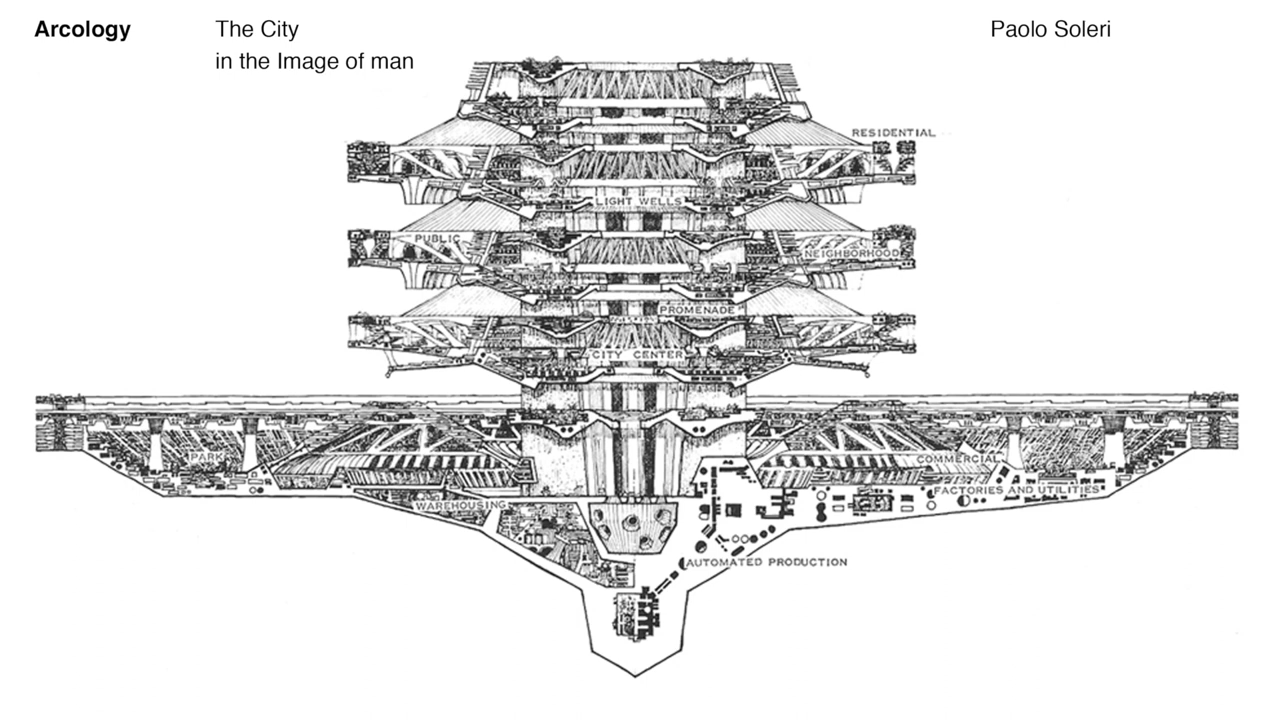 Arcology
The City
in the Image of man
Paolo Soleri
RESIDENTIAL
LIGHT WELLS
PUBLIC
NEIGHBORHOOD
PROMENADE
CITY CENTER
PARK
COMMERCIAL
FACTORIES AND UTILITIES
WAREHOUSING
AUTOMATED PRODUCTION